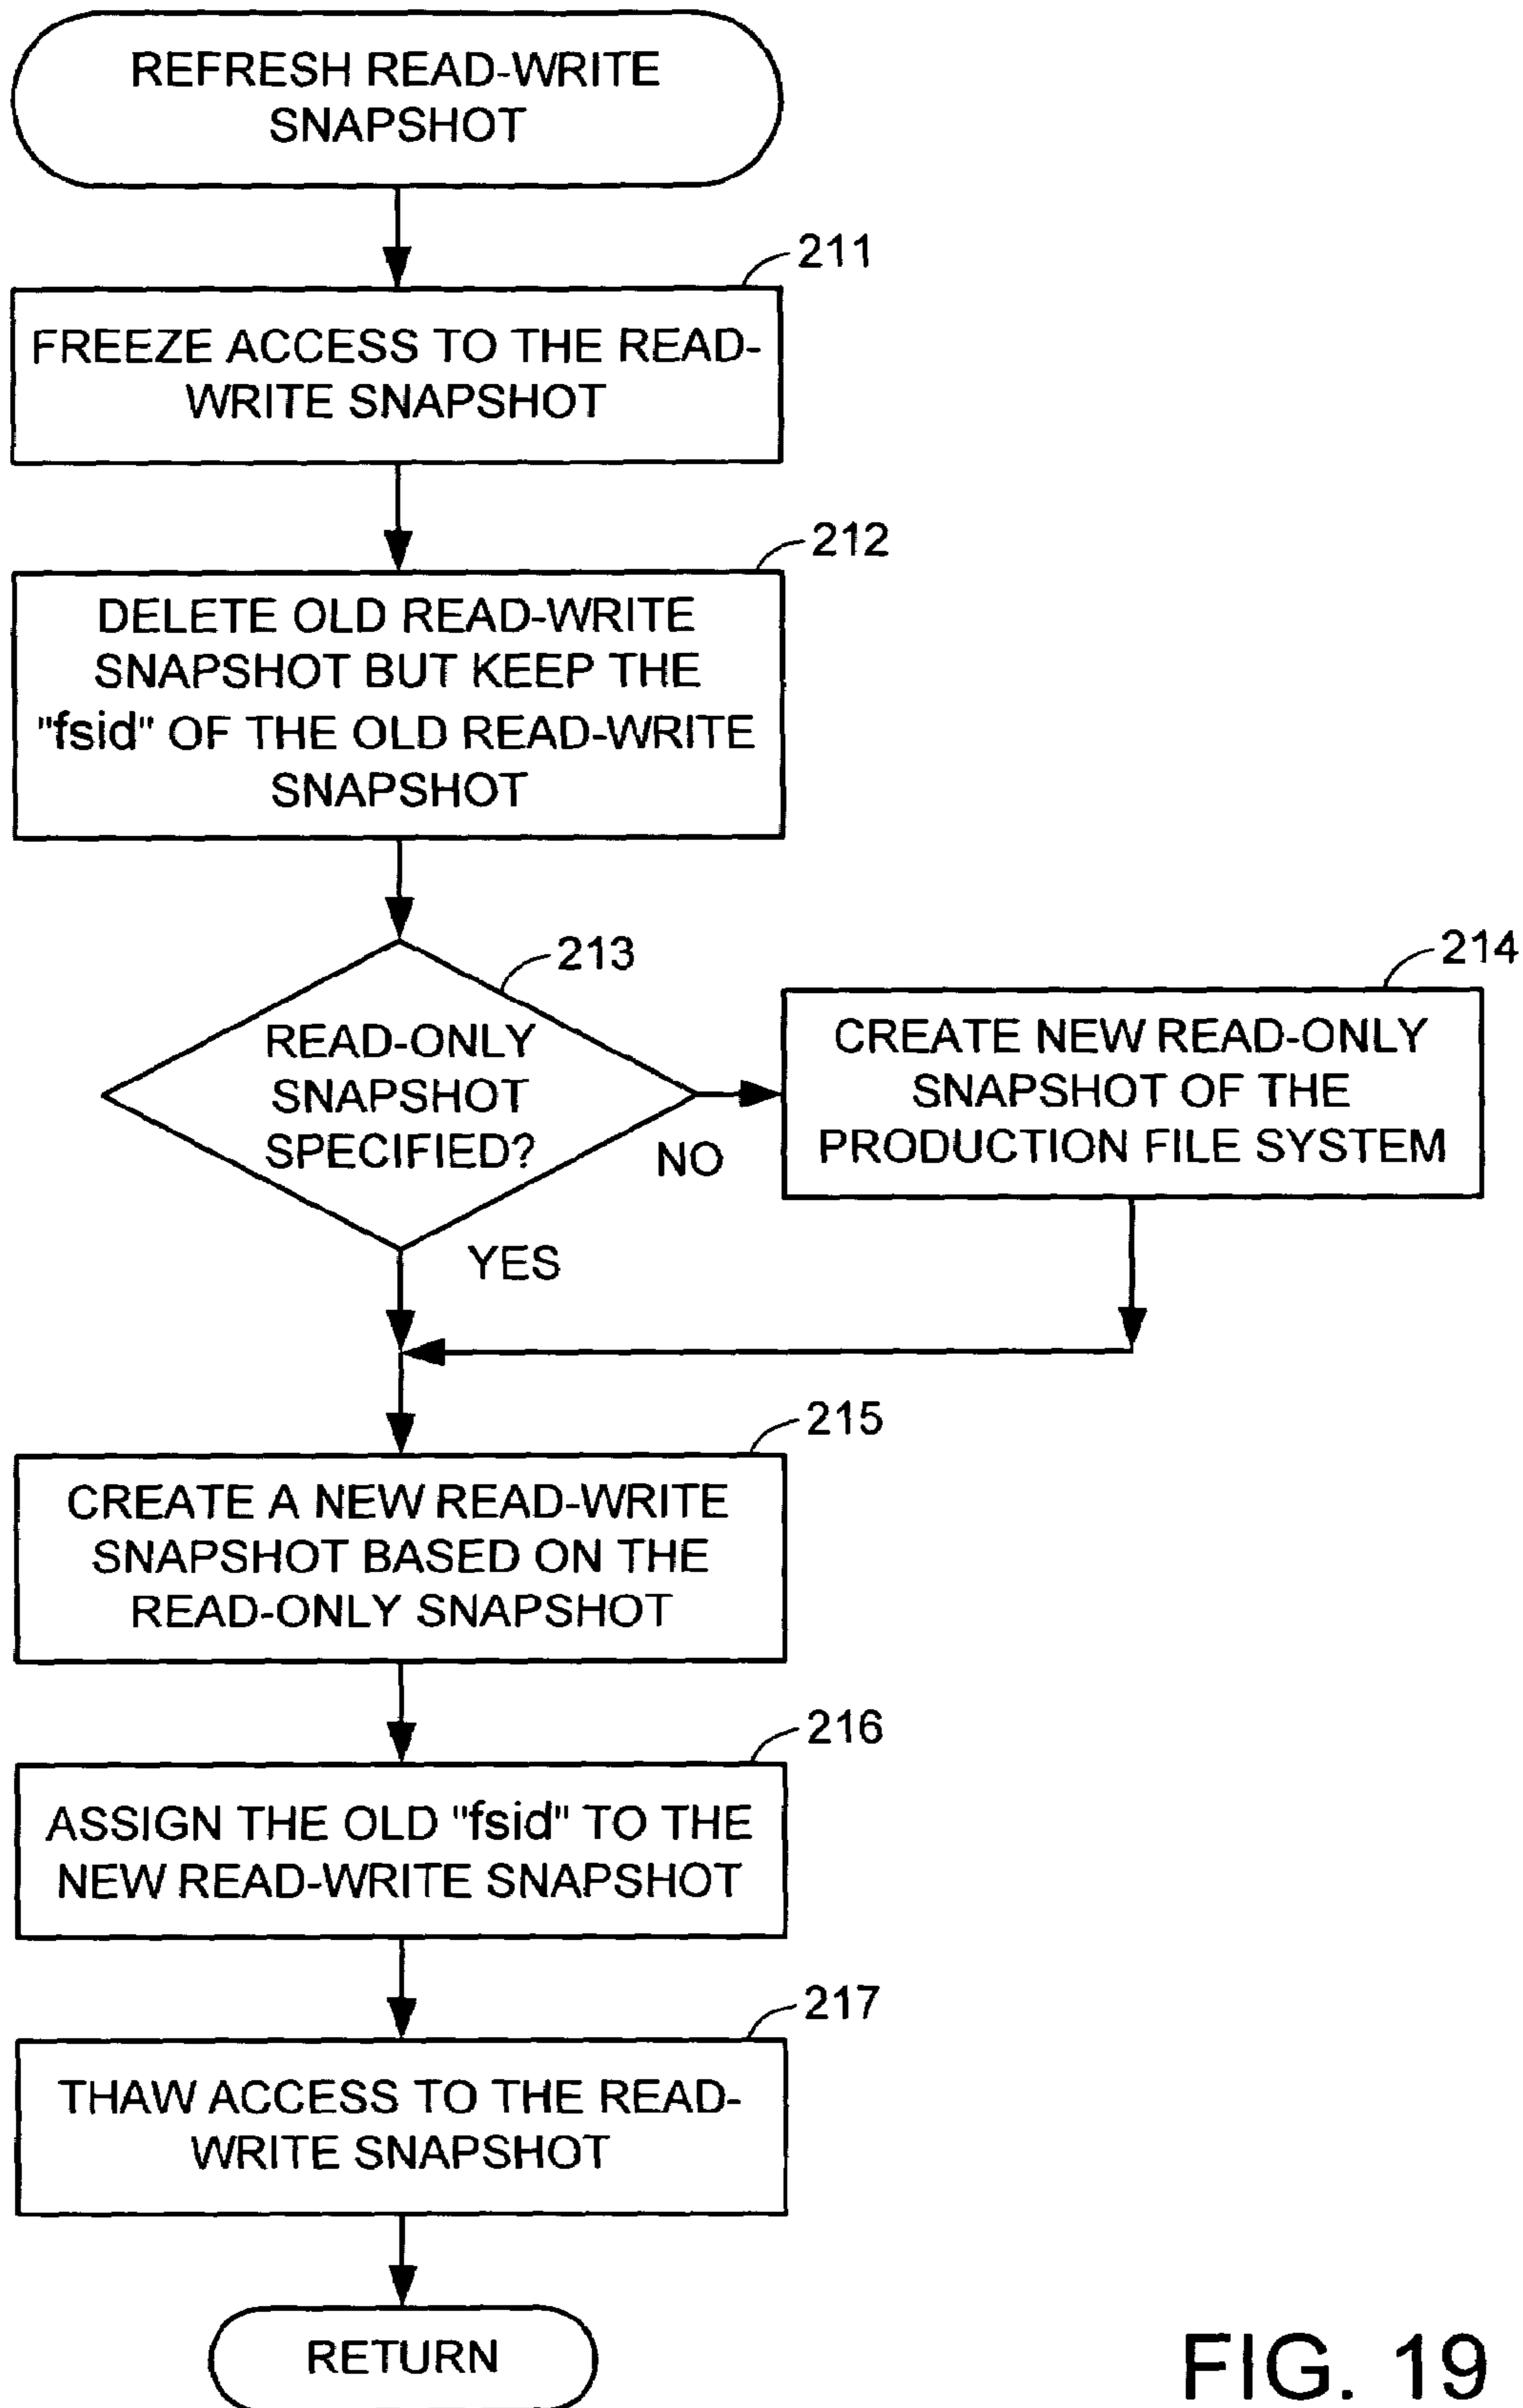 REFRESH READ-WRITE
SNAPSHOT
211
FREEZE ACCESS TO THE READ-
WRITE SNAPSHOT
212
DELETE OLD READ-WRITE
SNAPSHOT BUT KEEP THE
"fsid" OF THE OLD READ-WRITE
SNAPSHOT
213
READ-ONLY
SNAPSHOT
SPECIFIED?
NO
YES
214
CREATE NEW READ-ONLY
SNAPSHOT OF THE
PRODUCTION FILE SYSTEM
215
CREATE A NEW READ-WRITE
SNAPSHOT BASED ON THE
READ-ONLY SNAPSHOT
216
ASSIGN THE OLD "fsid" TO THE
NEW READ-WRITE SNAPSHOT
217
THAW ACCESS TO THE READ-
WRITE SNAPSHOT
RETURN
FIG. 19